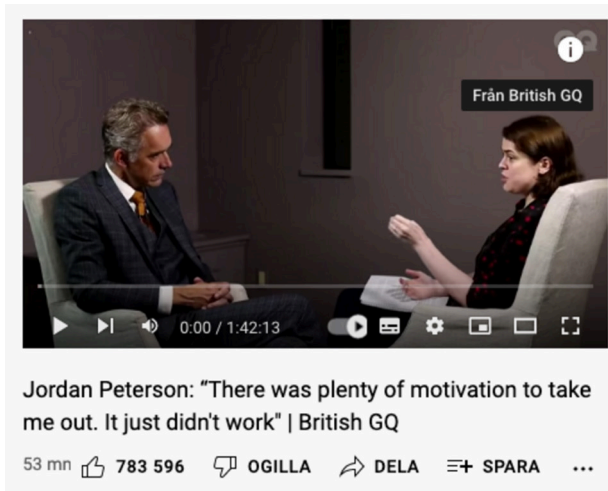 GQ
i
Från British GQ
0:00 / 1:42:13
Jordan Peterson: “There was plenty of motivation to take
me out. It just didn't work" | British GQ
53 mn 783 596 OGILLA DELA SPARA